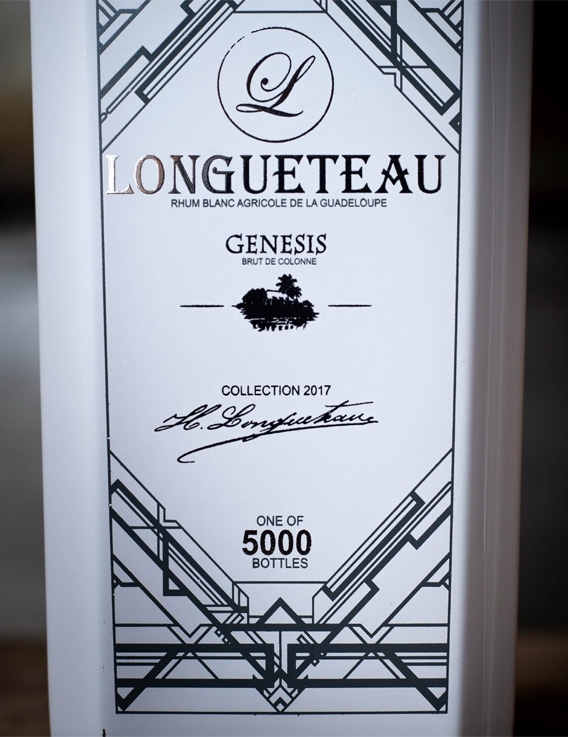 L
LONGUETEAU
RHUM BLANC AGRICOLE DE LA GUADELOUPE
GENESIS
BRUT DE COLONNE
COLLECTION 2017
H. Longueteau
ONE OF
5000
BOTTLES